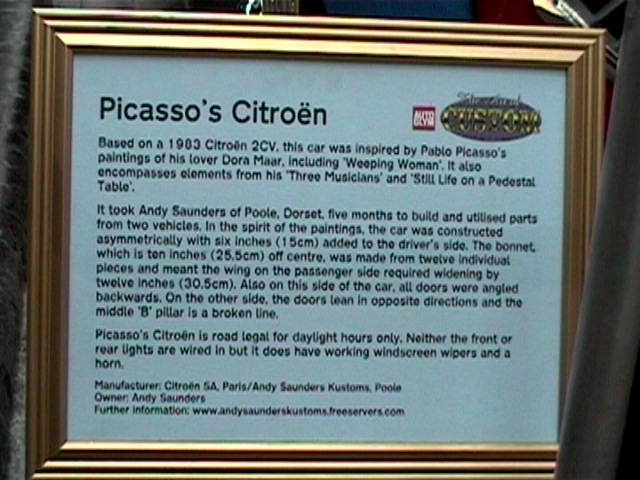 Picasso's Citroën
AUTO
GLYM
CUSTOM
Based on a 1983 Citroën 2CV, this car was inspired by Pablo Picasso's
paintings of his lover Dora Maar, including 'Weeping Woman'. It also
encompasses elements from his 'Three Musicians' and 'Still Life on a Pedestal
Table'.
It took Andy Saunders of Poole, Dorset, five months to build and utilised parts
from two vehicles. In the spirit of the paintings, the car was constructed
asymmetrically with six inches (15cm) added to the driver's side. The bonnet,
which is ten inches (25.5cm) off centre, was made from twelve individual
pieces and meant the wing on the passenger side required widening by
twelve inches (30.5cm). Also on this side of the car, all doors were angled
backwards. On the other side, the doors lean in opposite directions and the
middle 'B' pillar is a broken line.
Picasso's Citroën is road legal for daylight hours only. Neither the front or
rear lights are wired in but it does have working windscreen wipers and a
horn.
Manufacturer: Citroën SA, Paris/Andy Saunders Kustoms, Poole
Owner: Andy Saunders
Further Information: www.andysaunderskustoms.freeservers.com